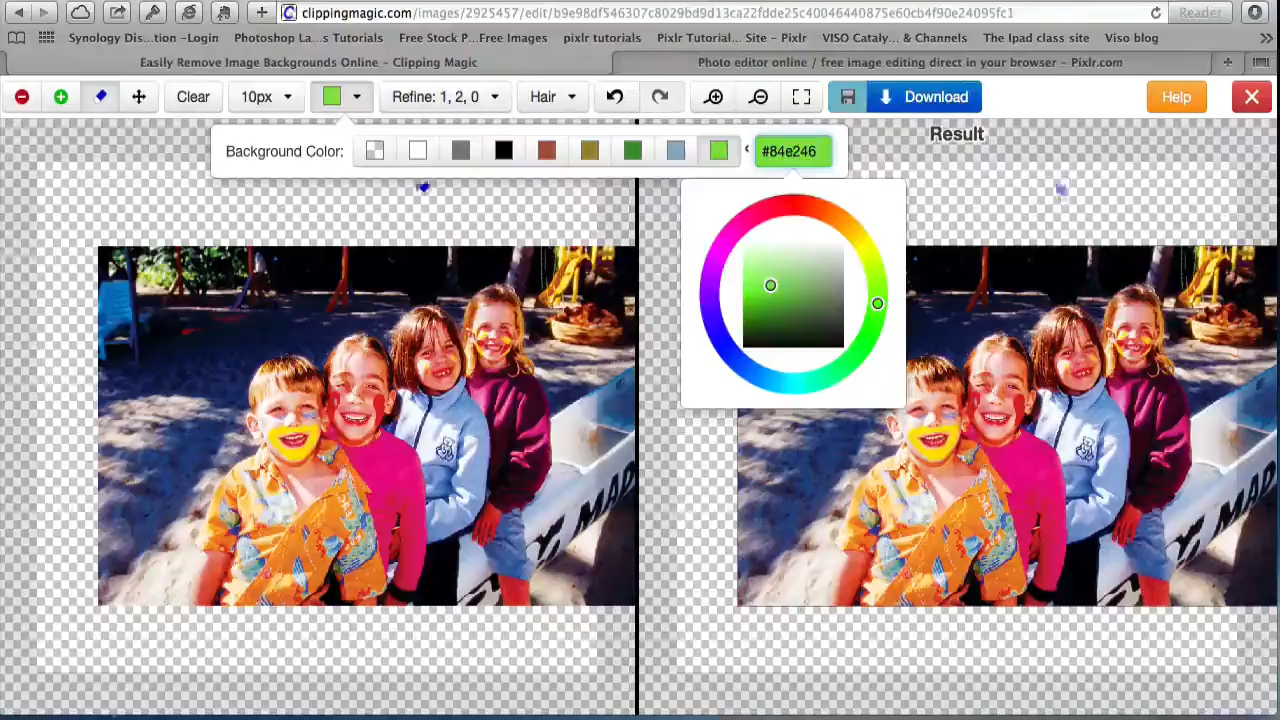 clippingmagic.com/images/2925457/edit/b9e98df546307c8029bd9d13ca22fdde25c40046440875e60cb4f90e24095fc1
Reader
Synology Dis...tion -Login
Photoshop La...s Tutorials
Free Stock P...Free Images
pixlr tutorials
Pixlr Tutorial... Site - Pixlr
VISO Cataly... & Channels
The Ipad class site
Viso blog
Easily Remove Image Backgrounds Online - Clipping Magic
Photo editor online / free image editing direct in your browser - Pixlr.com
Clear
10px
Refine: 1, 2, 0
Hair
Download
Help
Background Color:
#84e246
Result
MAD
MADE